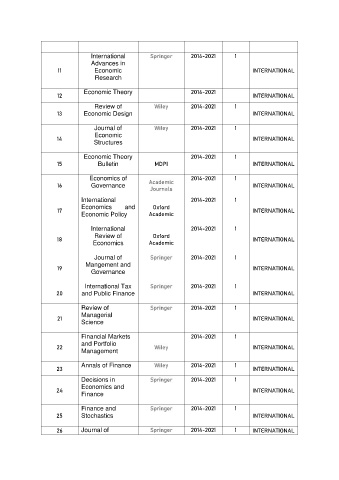 11 International Advances in Economic Research Springer 2014-2021 1 INTERNATIONAL
12 Economic Theory 2014-2021 INTERNATIONAL
13 Review of Economic Design Wiley 2014-2021 1 INTERNATIONAL
14 Journal of Economic Structures Wiley 2014-2021 1 INTERNATIONAL
15 Economic Theory Bulletin MDPI 2014-2021 1 INTERNATIONAL
16 Economics of Governance Academic Journals 2014-2021 1 INTERNATIONAL
17 International Economics and Economic Policy Oxford Academic 2014-2021 1 INTERNATIONAL
18 International Review of Economics Oxford Academic 2014-2021 1 INTERNATIONAL
19 Journal of Mangement and Governance Springer 2014-2021 1 INTERNATIONAL
20 International Tax and Public Finance Springer 2014-2021 1 INTERNATIONAL
21 Review of Managerial Science Springer 2014-2021 1 INTERNATIONAL
22 Financial Markets and Portfolio Management Wiley 2014-2021 1 INTERNATIONAL
23 Annals of Finance Wiley 2014-2021 1 INTERNATIONAL
24 Decisions in Economics and Finance Springer 2014-2021 1 INTERNATIONAL
25 Finance and Stochastics Springer 2014-2021 1 INTERNATIONAL
26 Journal of Springer 2014-2021 1 INTERNATIONAL